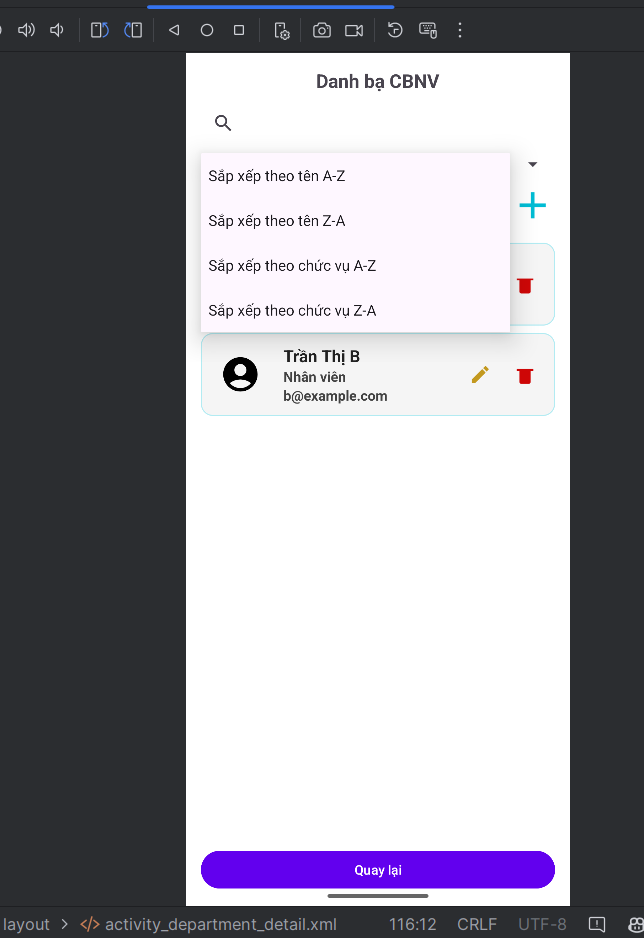 Danh bạ CBNV
Sắp xếp theo tên A-Z
Sắp xếp theo tên Z-A
Sắp xếp theo chức vụ A-Z
Sắp xếp theo chức vụ Z-A
Trần Thị B
Nhân viên
b@example.com
Quay lại
layout > </> activity_department_detail.xml 116:12 CRLF UTF-8